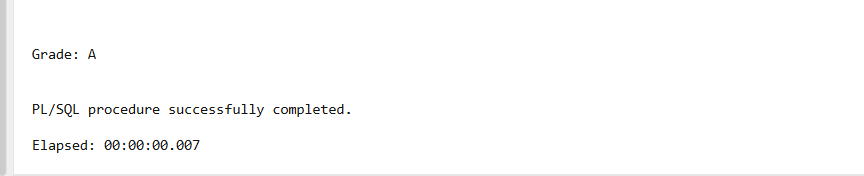 Grade: A
PL/SQL procedure successfully completed.
Elapsed: 00:00:00.007